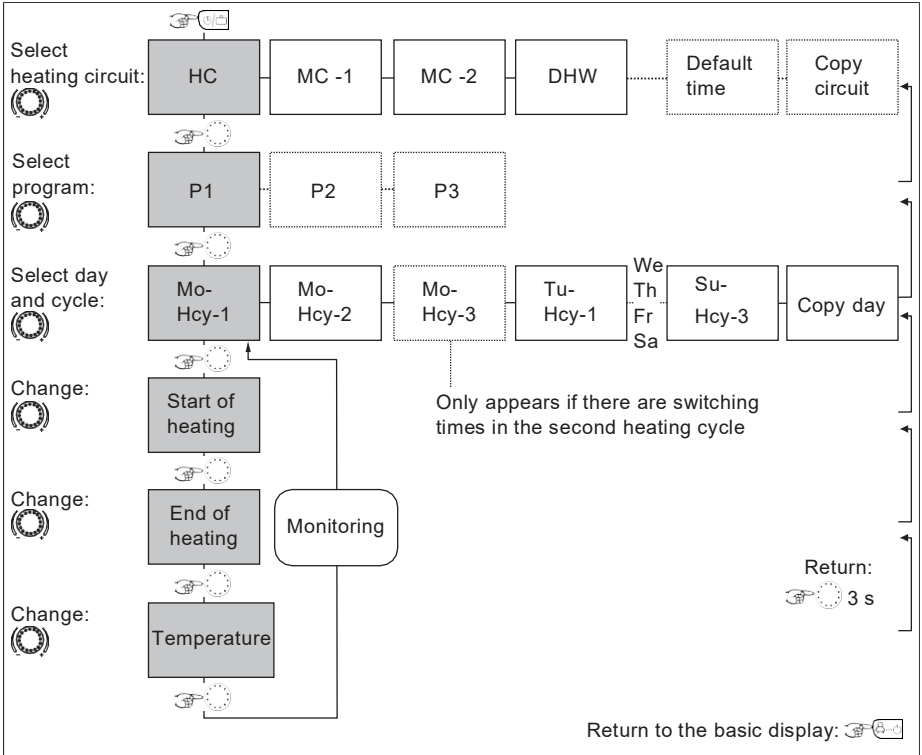 Select
heating circuit:
HC
MC -1
MC -2
DHW
Default
time
Copy
circuit
Select
program:
P1
P2
P3
Select day
and cycle:
Mo-
Hcy-1
Mo-
Hcy-2
Mo-
Hcy-3
Tu-
Hcy-1
We
Th
Fr
Sa
Su-
Hcy-3
Copy day
Change:
Start of
heating
Only appears if there are switching
times in the second heating cycle
Change:
End of
heating
Monitoring
Return:
3 s
Change:
Temperature
Return to the basic display: